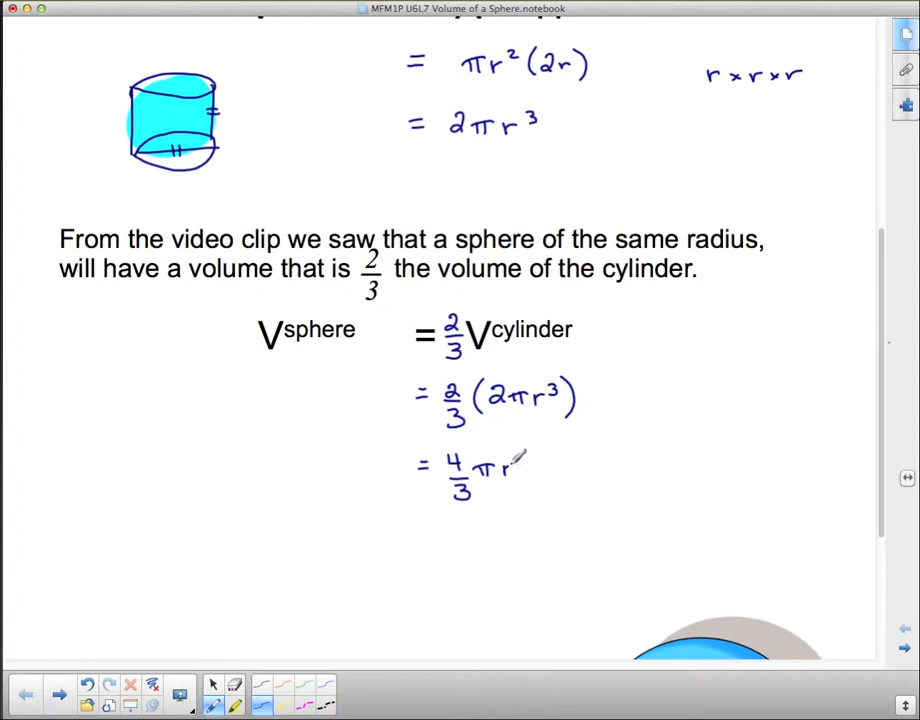 MFM1P U6L7 Volume of a Sphere.notebook
= πr² (2r)
r × r × r
= 2πr³
From the video clip we saw that a sphere of the same radius,
will have a volume that is 2/3 the volume of the cylinder.
Vsphere = 2/3 Vcylinder
= 2/3 (2πr³)
= 4/3 πr